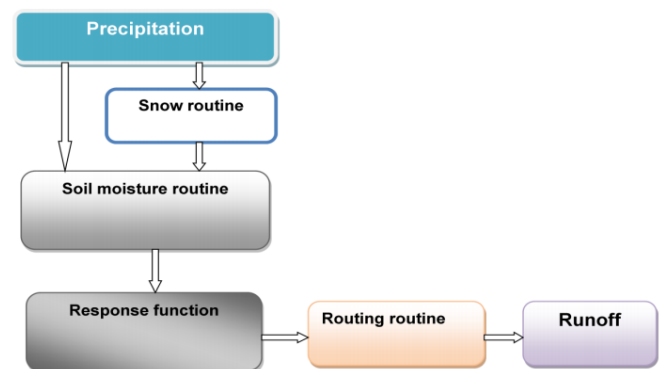 Precipitation
Snow routine
Soil moisture routine
Response function
Routing routine
Runoff